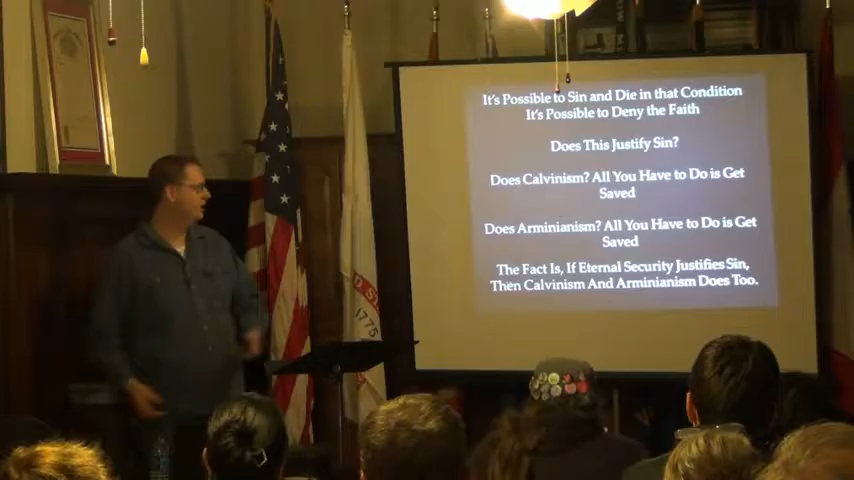 It's Possible to Sin and Die in that Condition
It's Possible to Deny the Faith
Does This Justify Sin?
Does Calvinism? All You Have to Do is Get
Saved
Does Arminianism? All You Have to Do is Get
Saved
The Fact Is, If Eternal Security Justifies Sin,
Then Calvinism And Arminianism Does Too.
1775